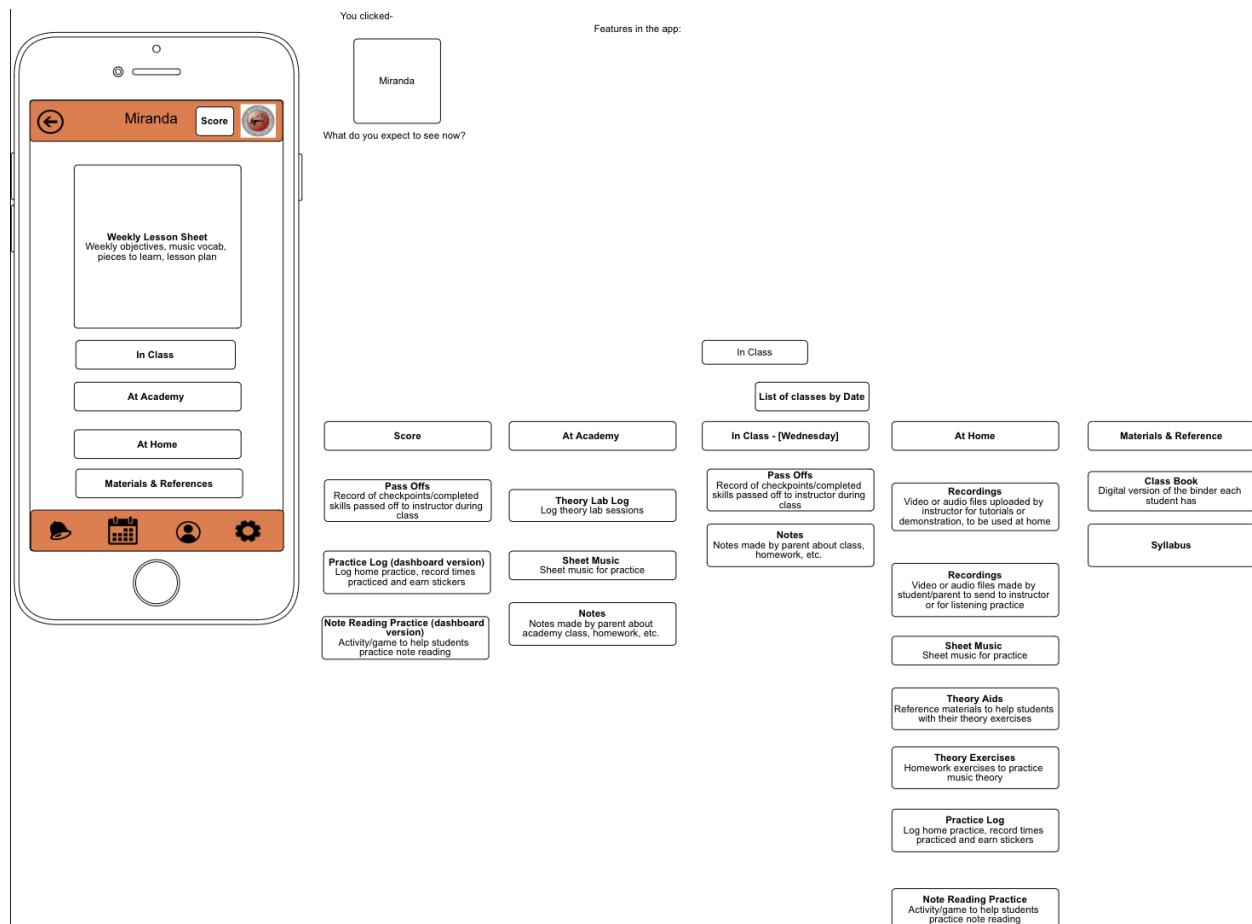 You clicked-
Features in the app:
Miranda
What do you expect to see now?
Miranda
Score
Weekly Lesson Sheet
Weekly objectives, music vocab,
pieces to learn, lesson plan
In Class
At Academy
At Home
Materials & References
In Class
List of classes by Date
Score
Pass Offs
Record of checkpoints/completed
skills passed off to instructor during
class
Practice Log (dashboard version)
Log home practice, record times
practiced and earn stickers
Note Reading Practice (dashboard
version)
Activity/game to help students
practice note reading
At Academy
Theory Lab Log
Log theory lab sessions
Sheet Music
Sheet music for practice
Notes
Notes made by parent about
academy class, homework, etc.
In Class - [Wednesday]
Pass Offs
Record of checkpoints/completed
skills passed off to instructor during
class
Notes
Notes made by parent about class,
homework, etc.
At Home
Recordings
Video or audio files uploaded by
instructor for tutorials or
demonstration, to be used at home
Recordings
Video or audio files made by
student/parent to send to instructor
or for listening practice
Sheet Music
Sheet music for practice
Theory Aids
Reference materials to help students
with their theory exercises
Theory Exercises
Homework exercises to practice
music theory
Practice Log
Log home practice, record times
practiced and earn stickers
Note Reading Practice
Activity/game to help students
practice note reading
Materials & Reference
Class Book
Digital version of the binder each
student has
Syllabus